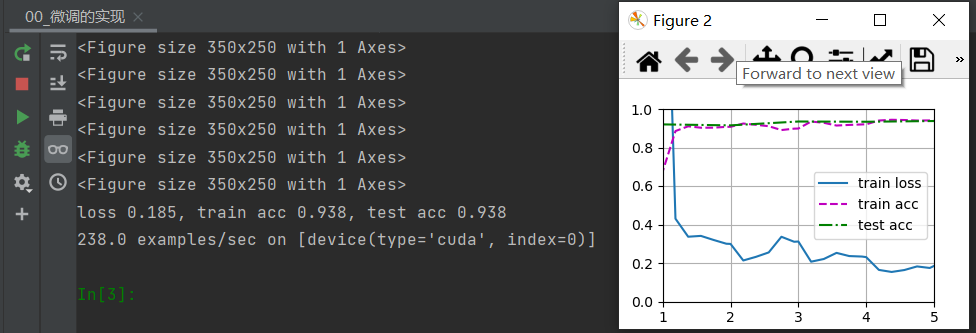 00_微调的实现
<Figure size 350x250 with 1 Axes>
<Figure size 350x250 with 1 Axes>
<Figure size 350x250 with 1 Axes>
<Figure size 350x250 with 1 Axes>
<Figure size 350x250 with 1 Axes>
<Figure size 350x250 with 1 Axes>
loss 0.185, train acc 0.938, test acc 0.938
238.0 examples/sec on [device(type='cuda', index=0)]
In[3]:
Figure 2
»
Forward to next view
1.0
0.8
0.6
0.4
0.2
0.0
train loss
train acc
test acc
1 2 3 4 5